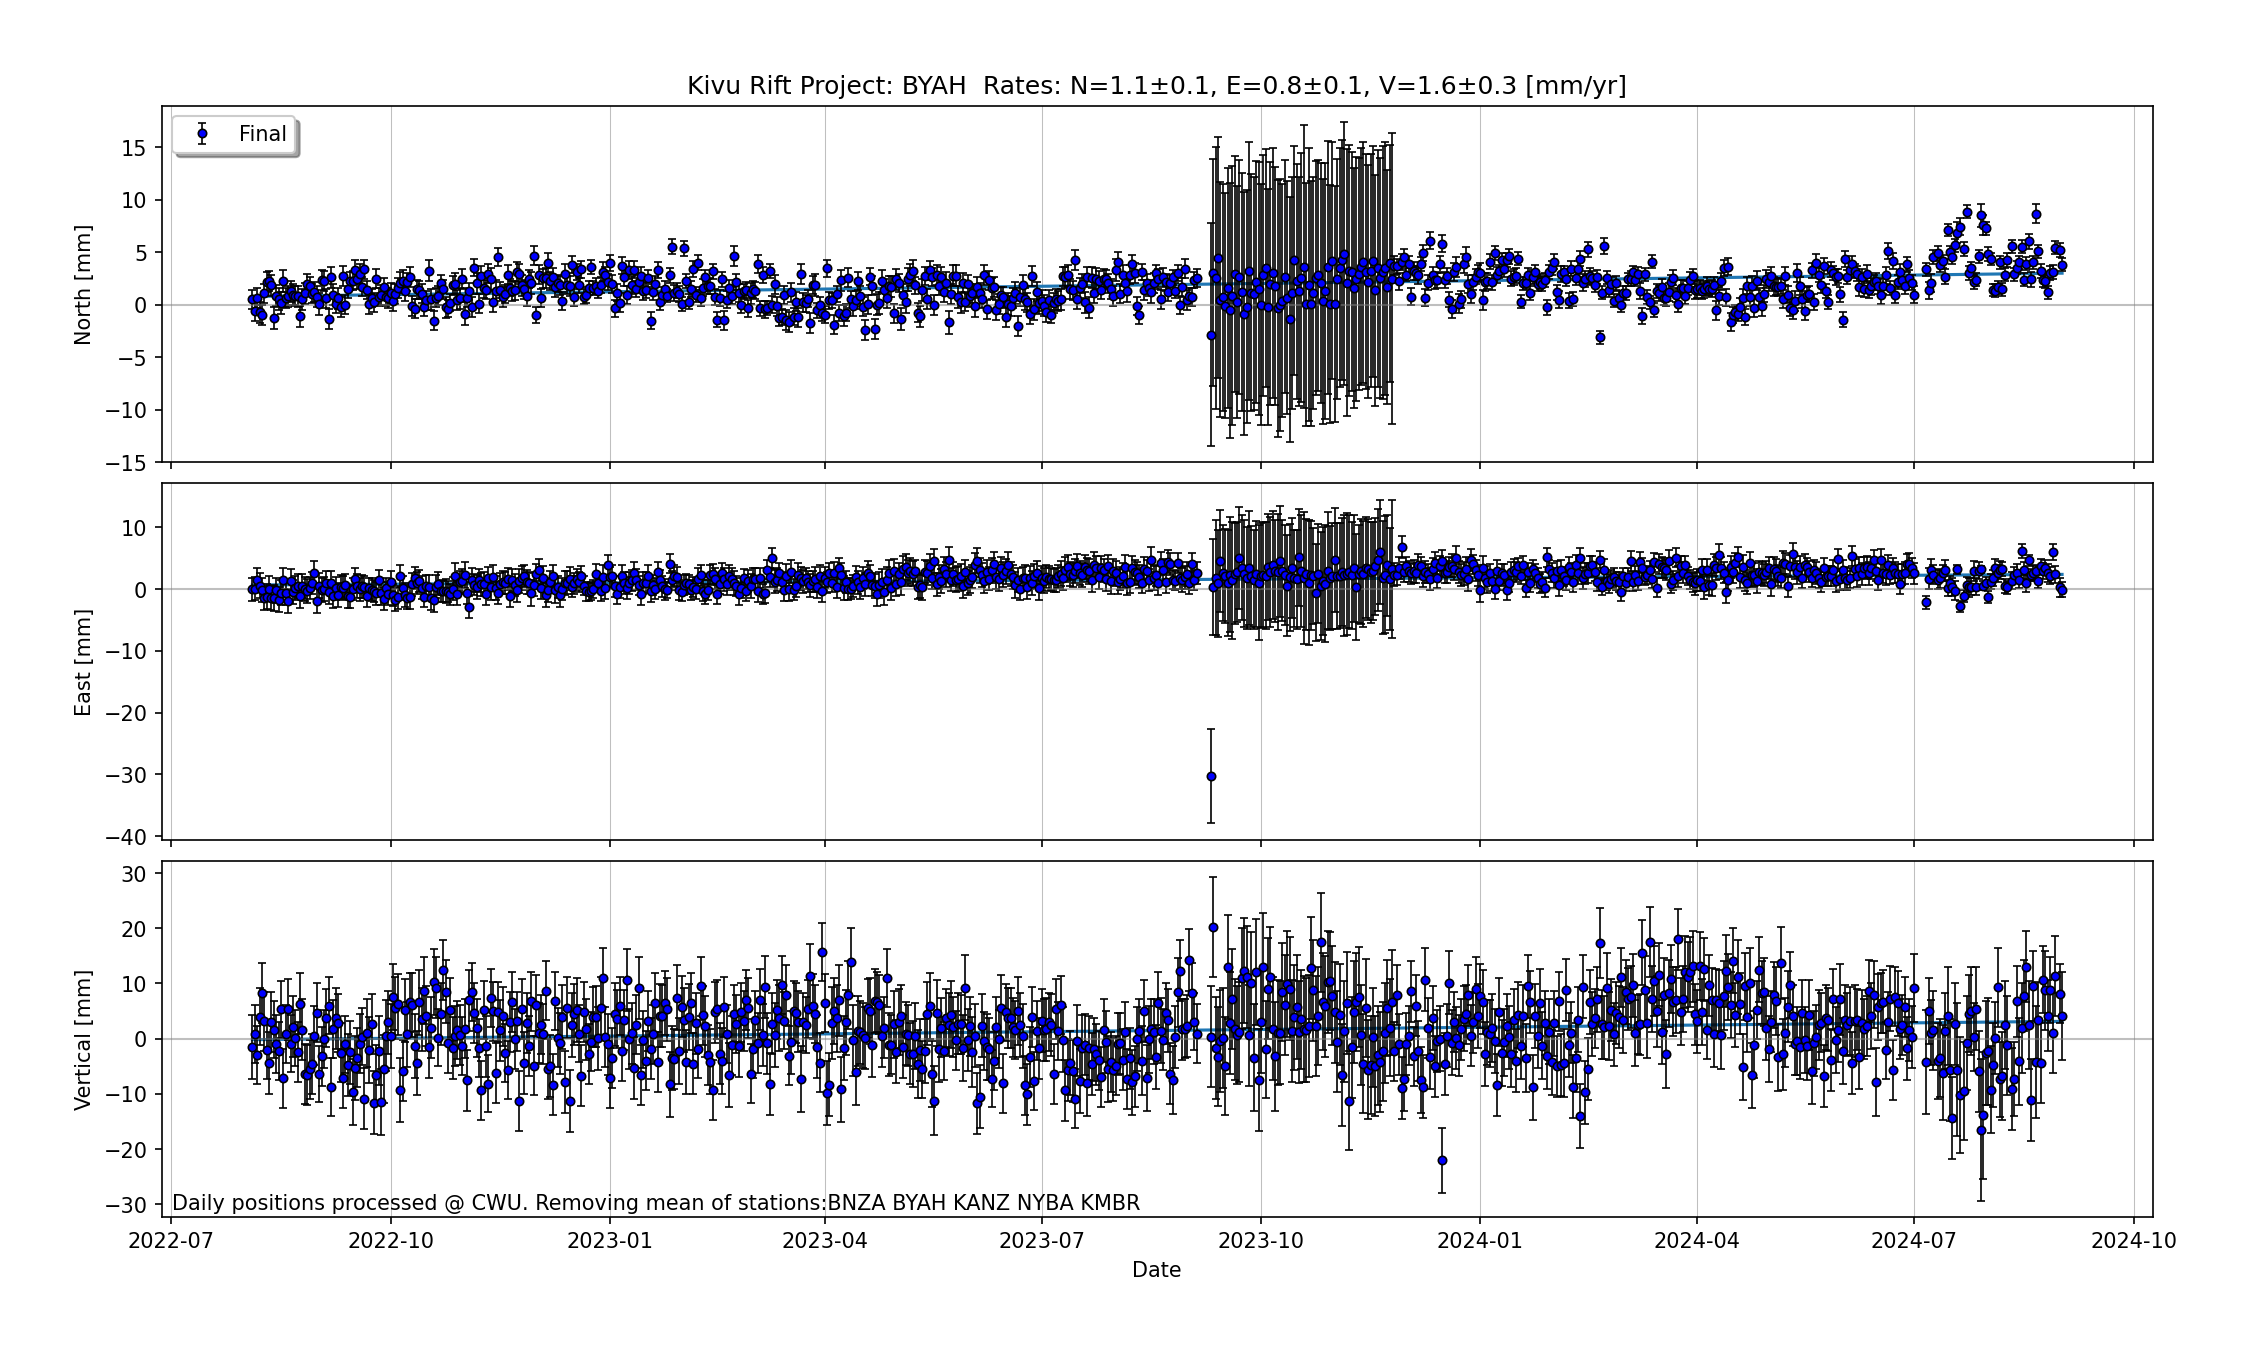 Kivu Rift Project: BYAH  Rates: N=1.1±0.1, E=0.8±0.1, V=1.6±0.3 [mm/yr]
Final
North [mm]
15
10
5
0
−5
−10
−15
East [mm]
10
0
−10
−20
−30
−40
Vertical [mm]
30
20
10
0
−10
−20
−30
Daily positions processed @ CWU. Removing mean of stations:BNZA BYAH KANZ NYBA KMBR
2022-07 2022-10 2023-01 2023-04 2023-07 2023-10 2024-01 2024-04 2024-07 2024-10
Date